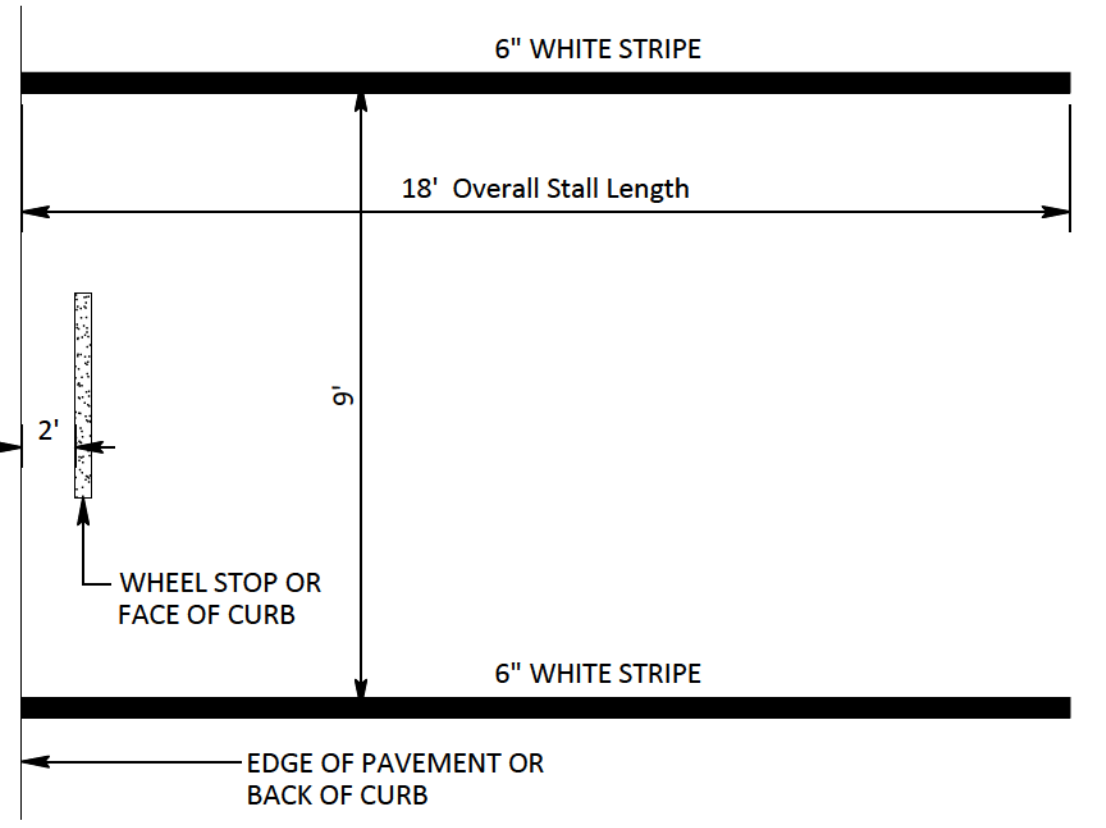 6" WHITE STRIPE
18' Overall Stall Length
9'
2'
WHEEL STOP OR
FACE OF CURB
6" WHITE STRIPE
EDGE OF PAVEMENT OR
BACK OF CURB